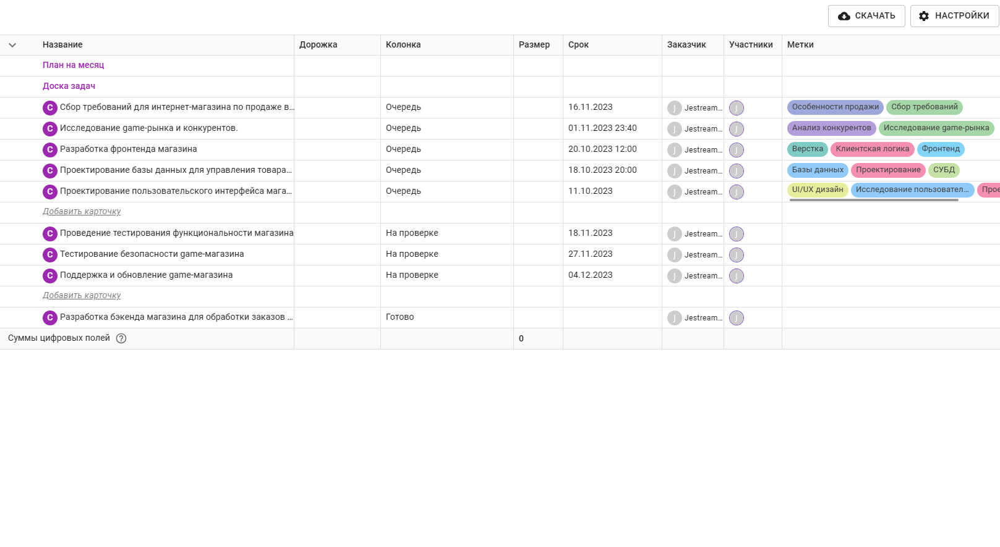 СКАЧАТЬ НАСТРОЙКИ
Название Дорожка Колонка Размер Срок Заказчик Участники Метки
План на месяц
Доска задач
С Сбор требований для интернет-магазина по продаже в... Очередь 16.11.2023 J Jestream... J Особенности продажи Сбор требований
С Исследование game-рынка и конкурентов. Очередь 01.11.2023 23:40 J Jestream... J Анализ конкурентов Исследование game-рынка
С Разработка фронтенда магазина Очередь 20.10.2023 12:00 J Jestream... J Верстка Клиентская логика Фронтенд
С Проектирование базы данных для управления товара... Очередь 18.10.2023 20:00 J Jestream... J Базы данных Проектирование СУБД
С Проектирование пользовательского интерфейса мага... Очередь 11.10.2023 J Jestream... J UI/UX дизайн Исследование пользовател... Прое
Добавить карточку
С Проведение тестирования функциональности магазина На проверке 18.11.2023 J Jestream... J
С Тестирование безопасности game-магазина На проверке 27.11.2023 J Jestream... J
С Поддержка и обновление game-магазина На проверке 04.12.2023 J Jestream... J
Добавить карточку
С Разработка бэкенда магазина для обработки заказов ... Готово J Jestream... J
Суммы цифровых полей ? 0